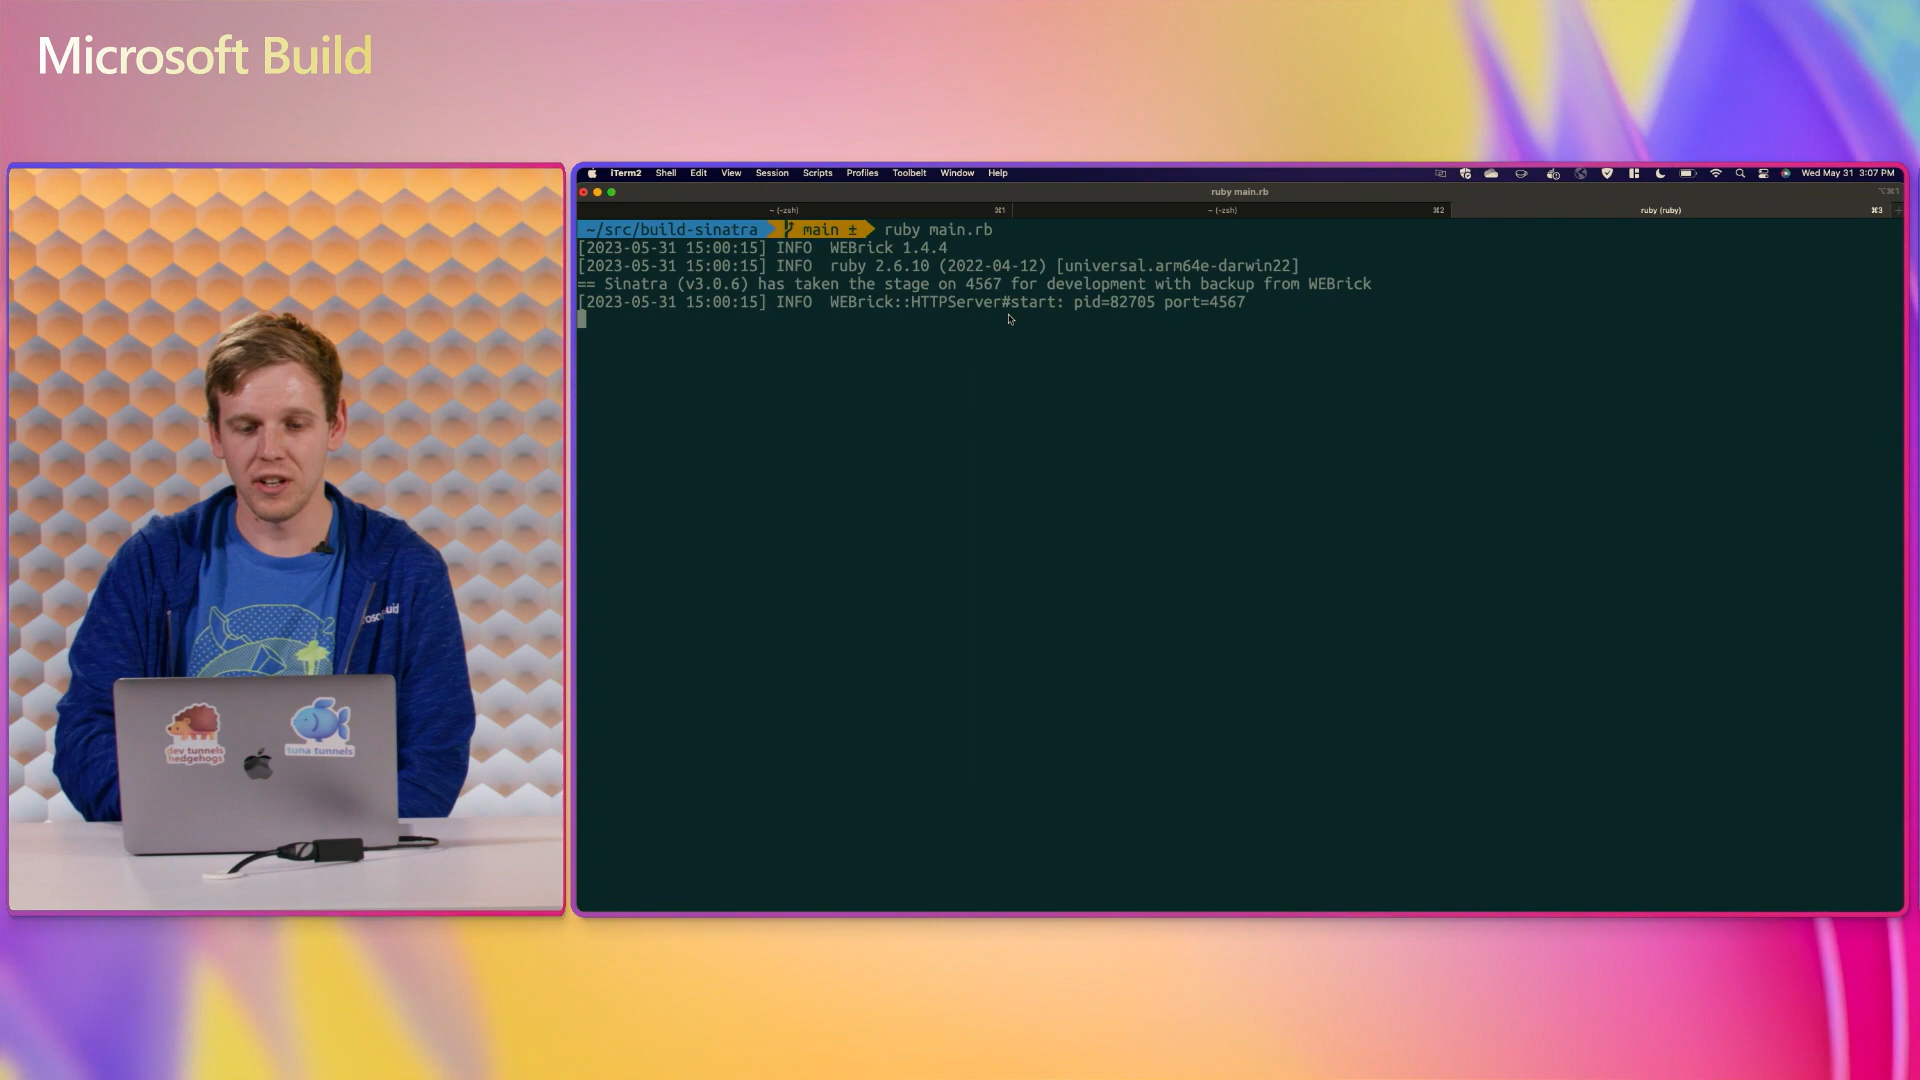 Microsoft Build
iTerm2 Shell Edit View Session Scripts Profiles Toolbelt Window Help
Wed May 31 3:07 PM
ruby main.rb
⌥⌘1
~ (-zsh) ⌘1
~ (-zsh) ⌘2
ruby (ruby) ⌘3
~/src/build-sinatra main ± ruby main.rb
[2023-05-31 15:00:15] INFO WEBrick 1.4.4
[2023-05-31 15:00:15] INFO ruby 2.6.10 (2022-04-12) [universal.arm64e-darwin22]
== Sinatra (v3.0.6) has taken the stage on 4567 for development with backup from WEBrick
[2023-05-31 15:00:15] INFO WEBrick::HTTPServer#start: pid=82705 port=4567
dev tunnels
hedgehogs
tuna tunnels